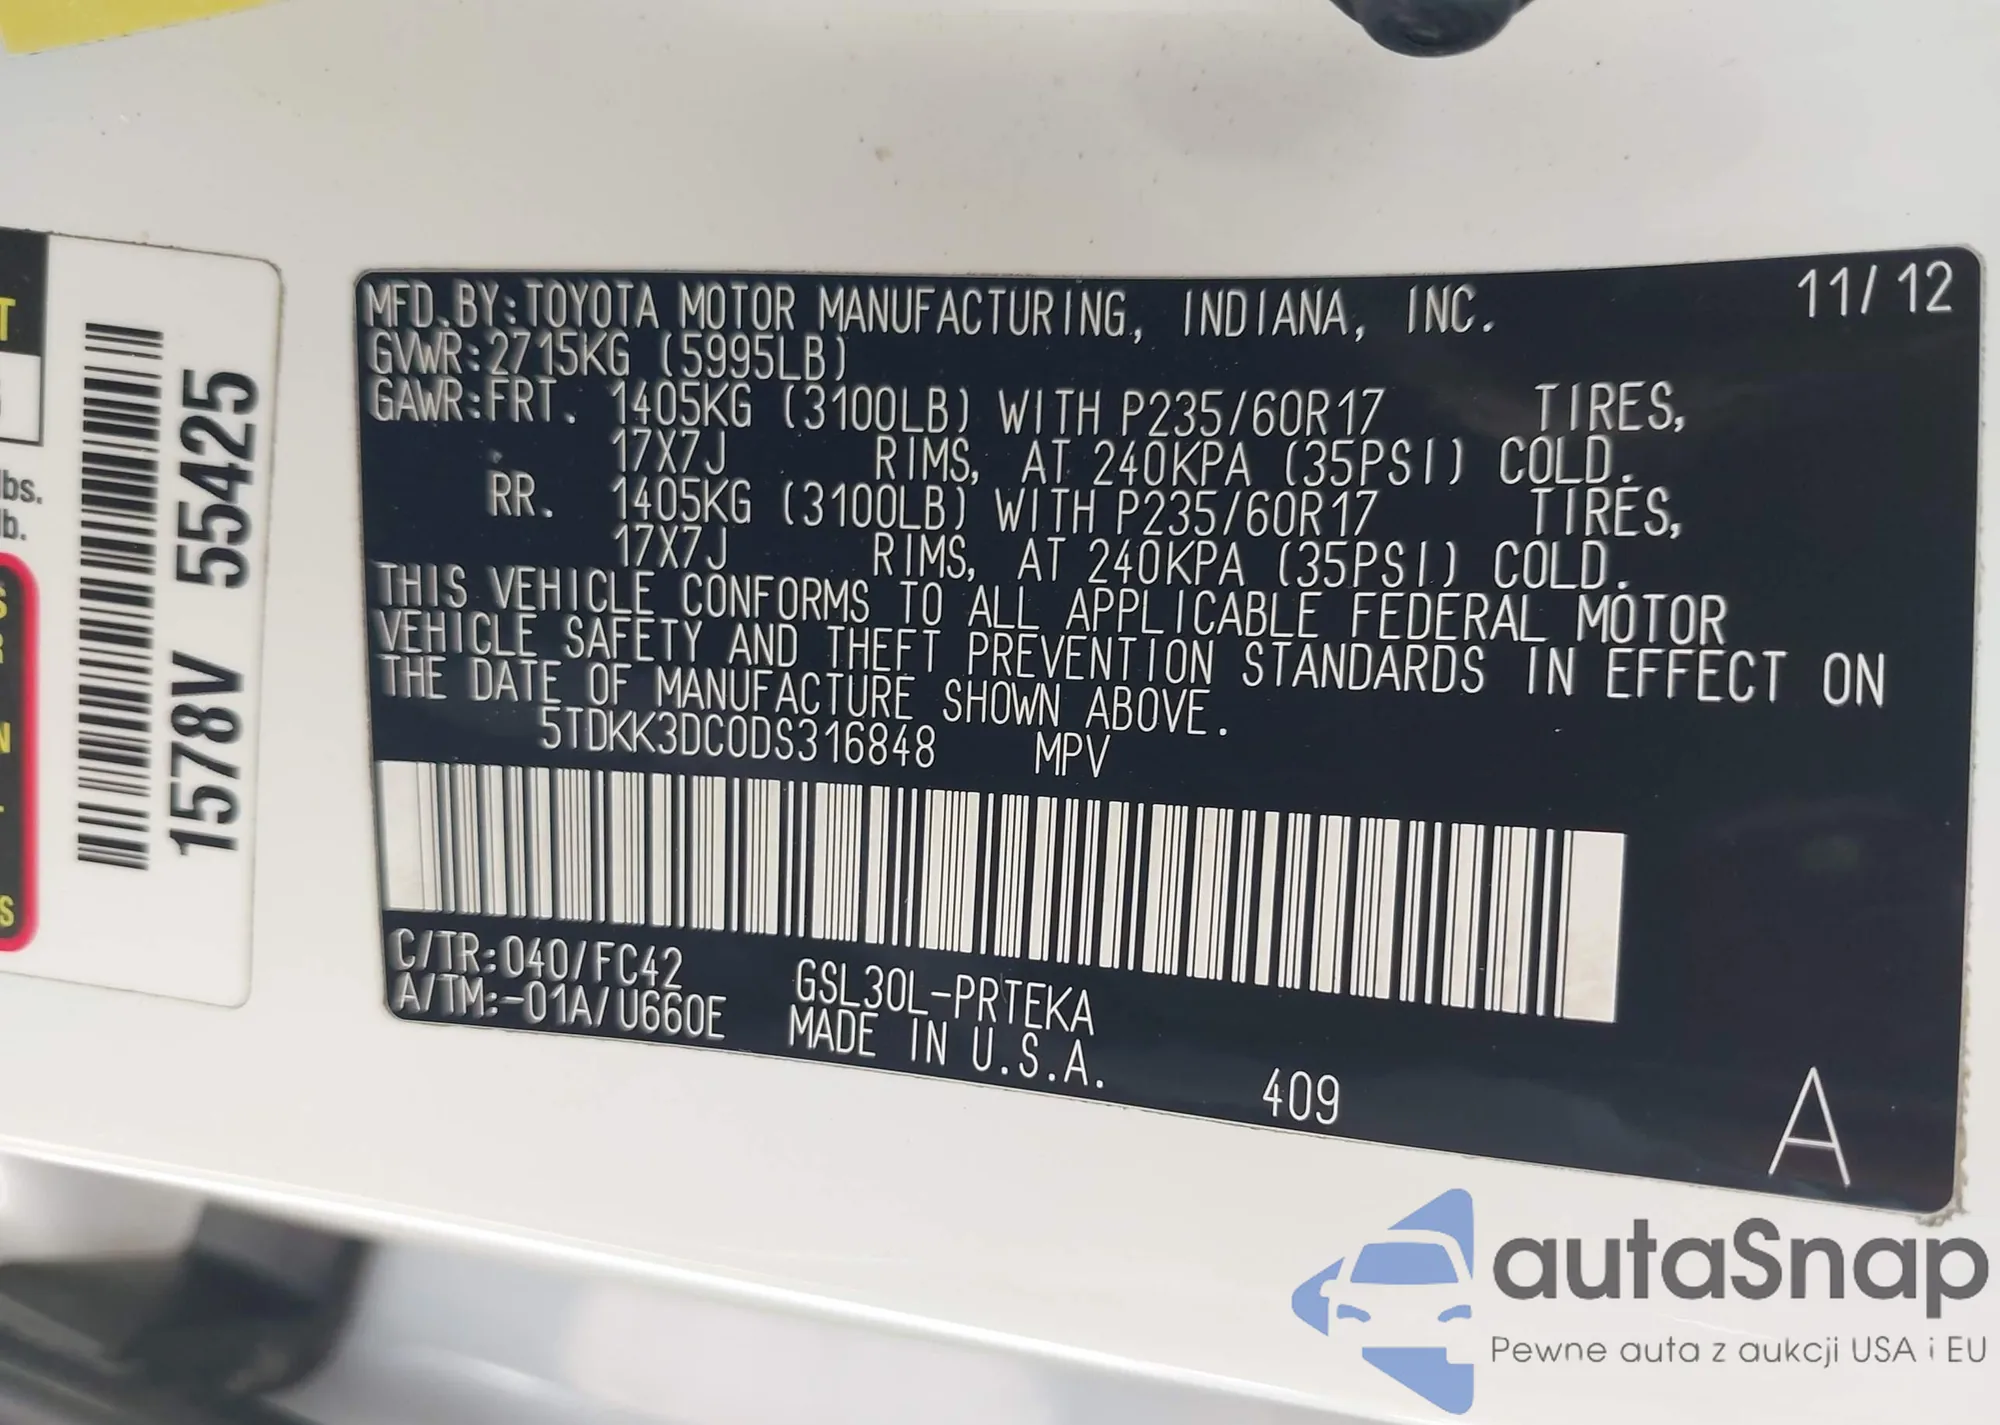 MFD.BY:TOYOTA MOTOR MANUFACTURING, INDIANA, INC. 11/12
GVWR:2715KG (5995LB)
GAWR:FRT. 1405KG (3100LB) WITH P235/60R17 TIRES,
17X7J RIMS, AT 240KPA (35PSI) COLD.
RR. 1405KG (3100LB) WITH P235/60R17 TIRES,
17X7J RIMS, AT 240KPA (35PSI) COLD.
THIS VEHICLE CONFORMS TO ALL APPLICABLE FEDERAL MOTOR
VEHICLE SAFETY AND THEFT PREVENTION STANDARDS IN EFFECT ON
THE DATE OF MANUFACTURE SHOWN ABOVE.
5TDKK3DC0DS316848 MPV
C/TR:040/FC42 GSL30L-PRTEKA
A/TM:-01A/U660E MADE IN U.S.A.
409
A
1578V 55425
lbs.
lb.
autaSnap
Pewne auta z aukcji USA i EU